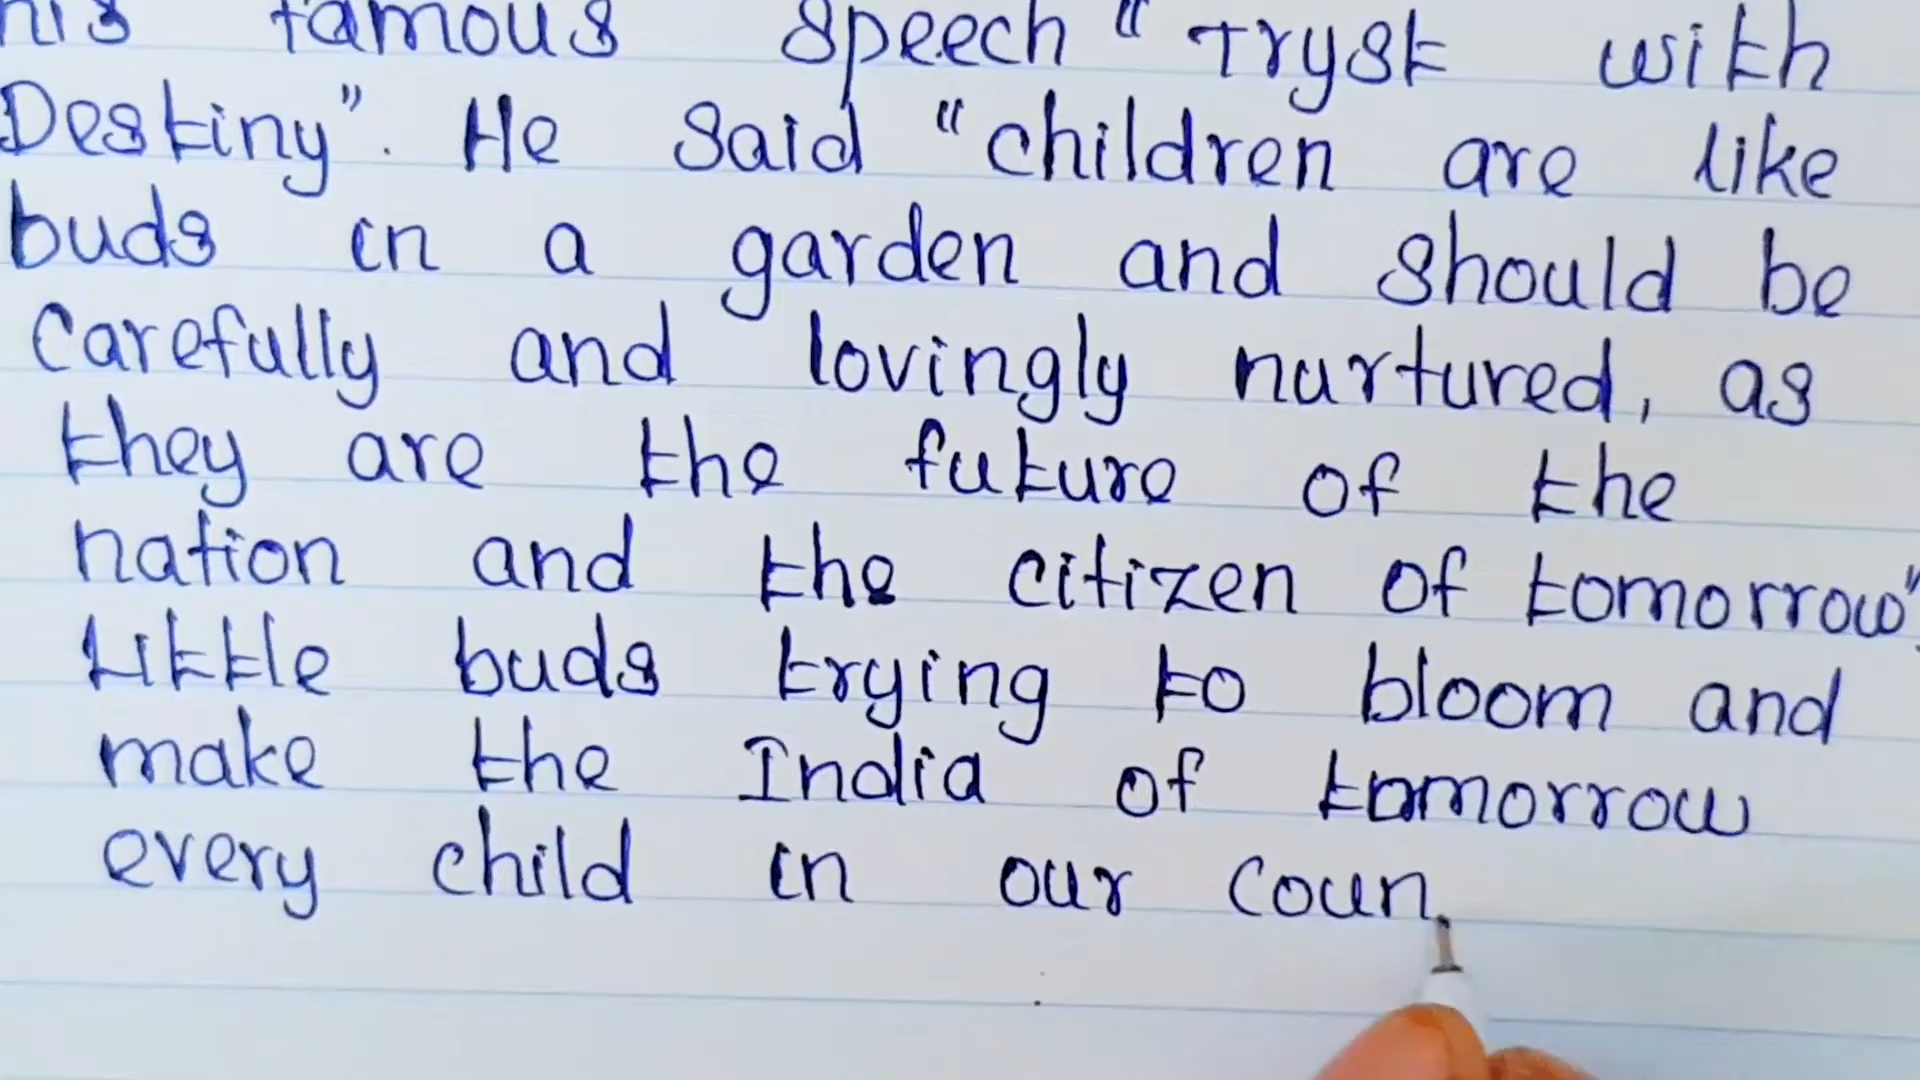 his famous speech "Tryst with
Destiny". He said "children are like
buds in a garden and should be
Carefully and lovingly nurtured, as
they are the future of the
nation and the citizen of tomorrow"
Little buds trying to bloom and
make the India of tomorrow
every child in our coun